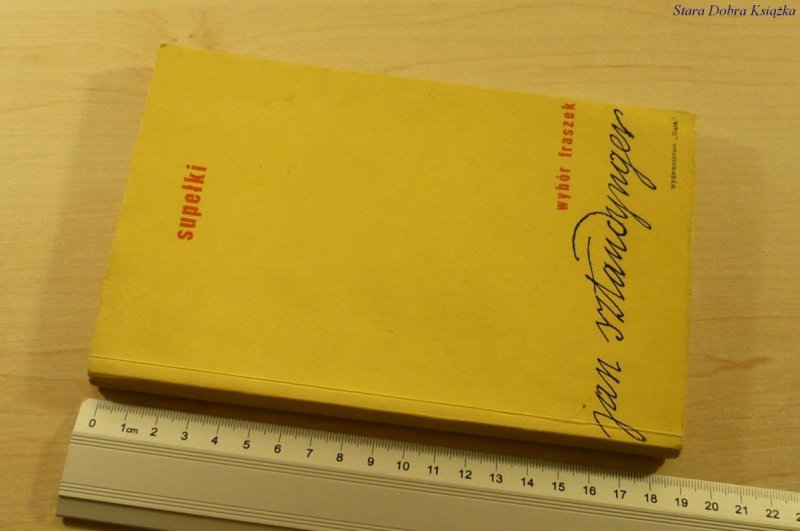 Stara Dobra Książka
supełki
wybór fraszek
jan sztaudynger
wydawnictwo „Śląsk"
0 1cm 2 3 4 5 6 7 8 9 10 11 12 13 14 15 16 17 18 19 20 21 22